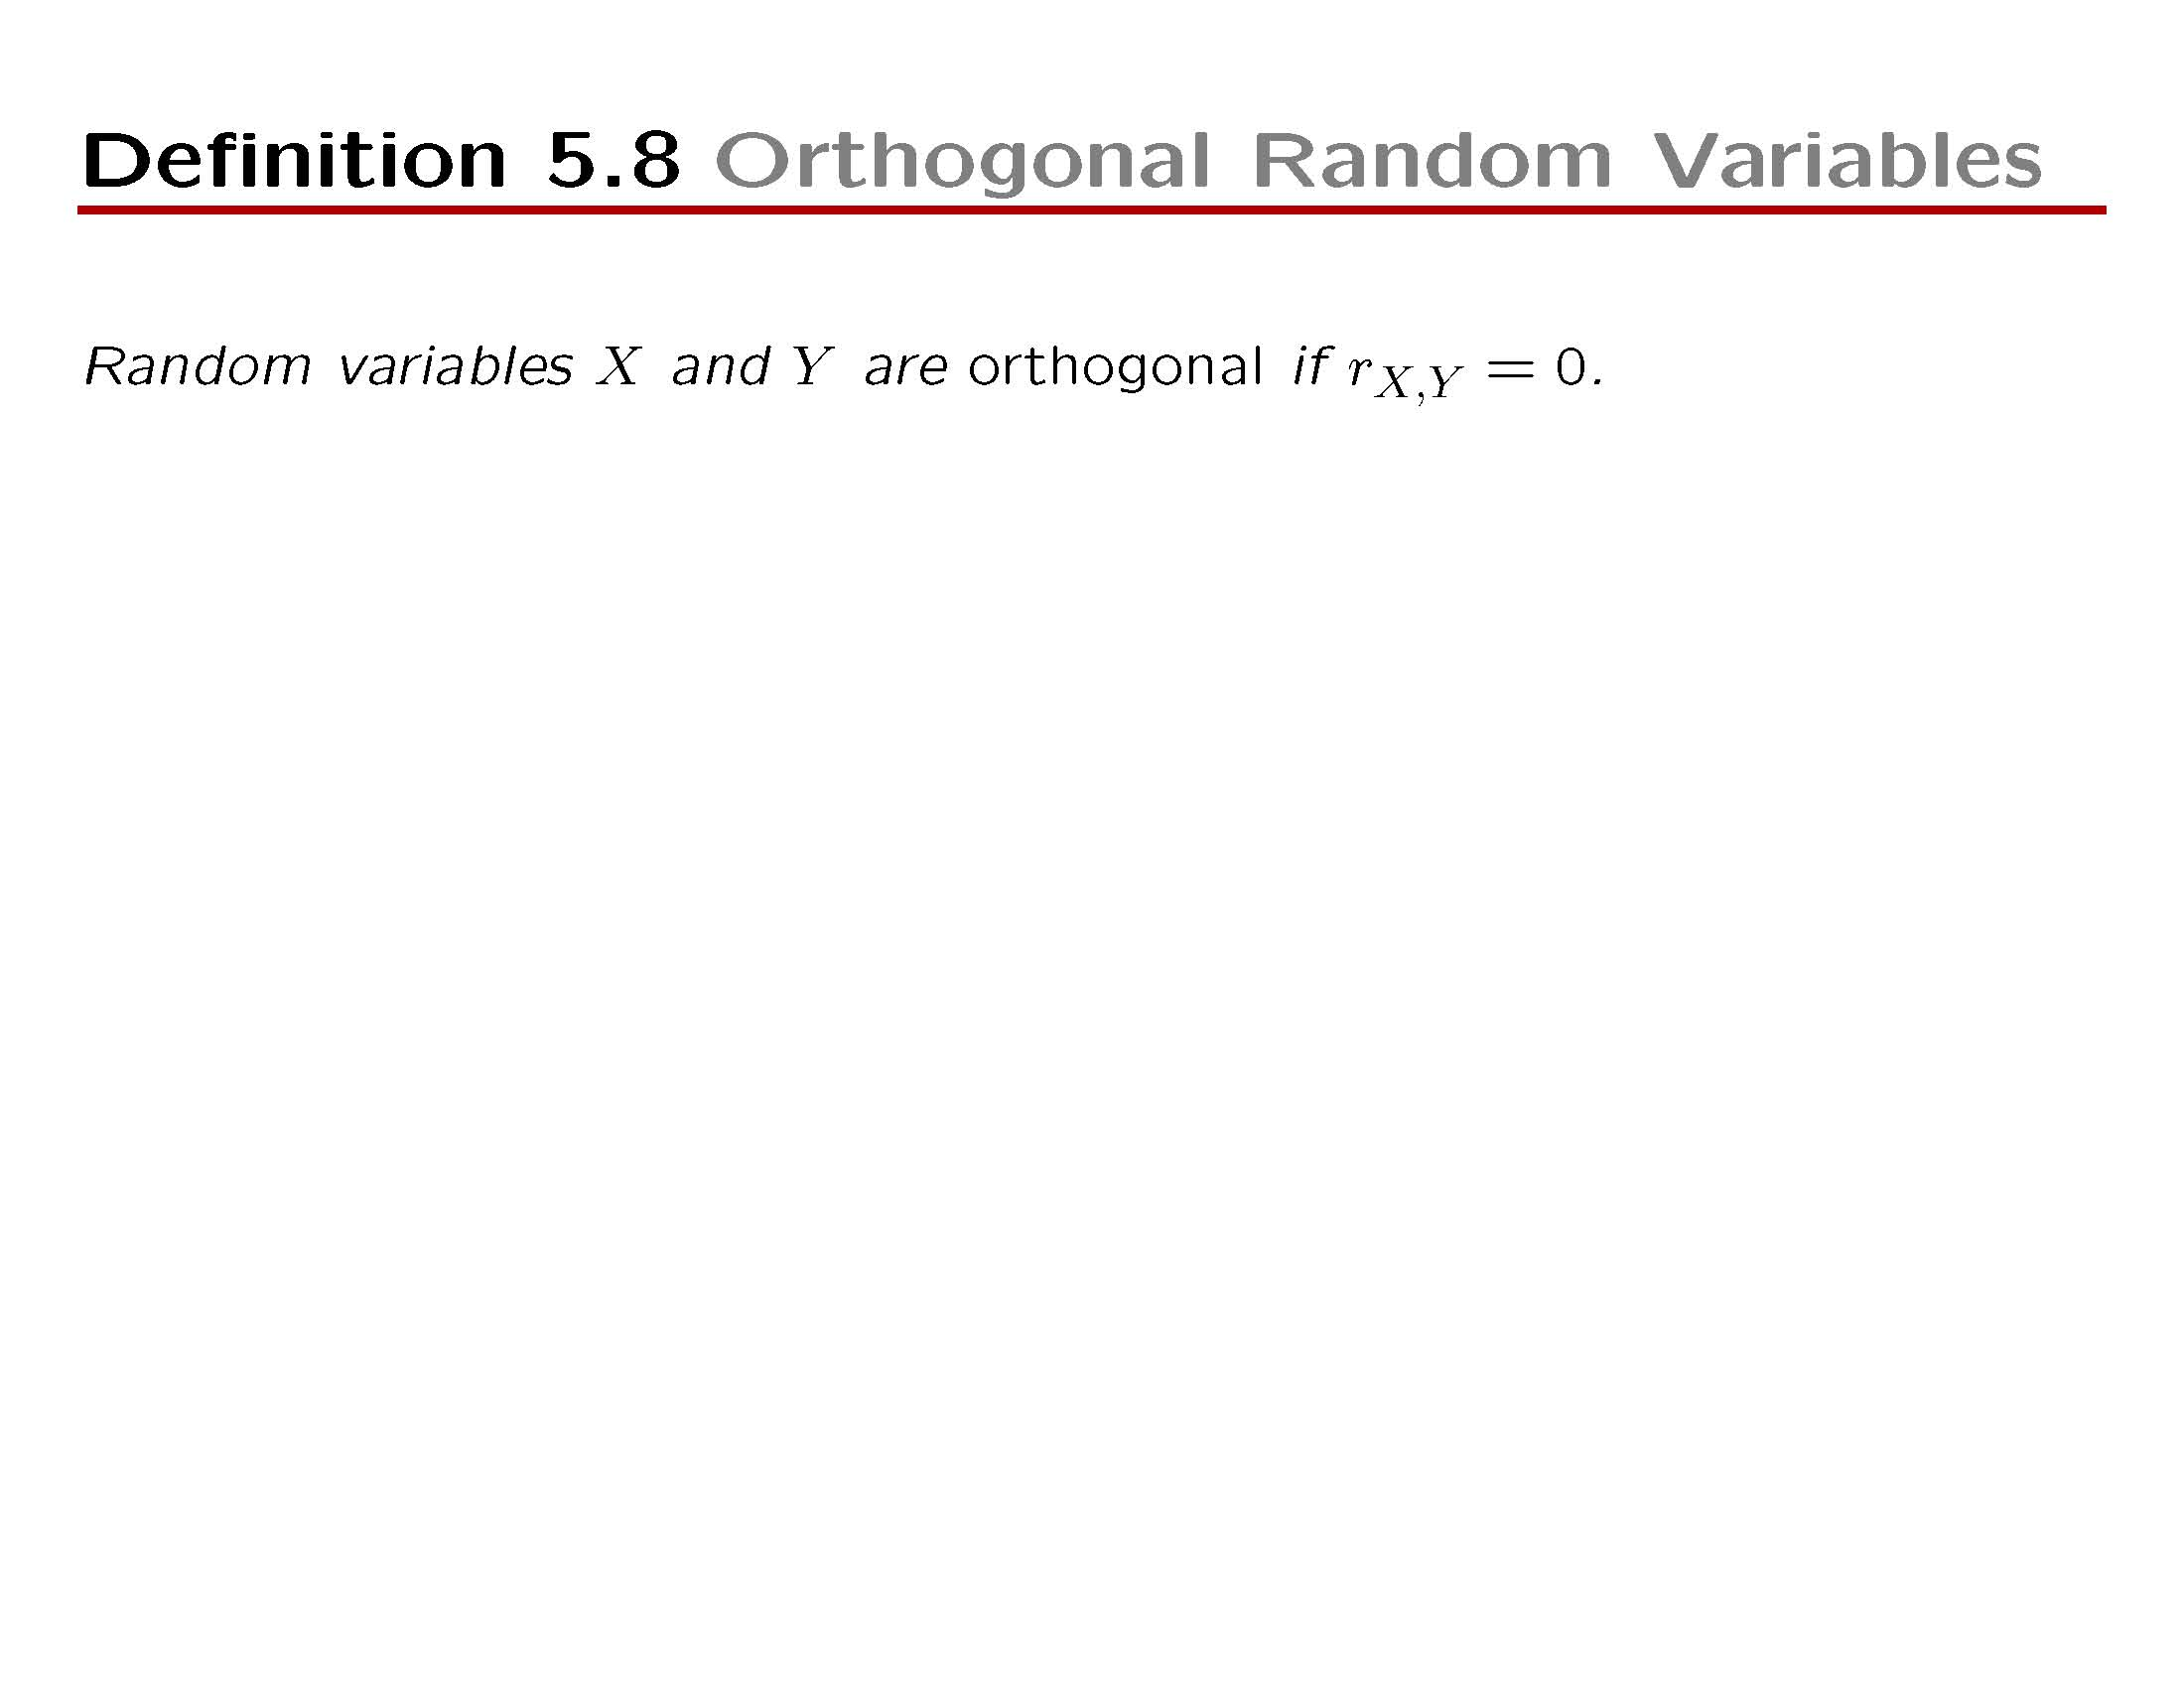 Definition 5.8 Orthogonal Random Variables
Random variables X and Y are orthogonal if r_{X,Y} = 0.